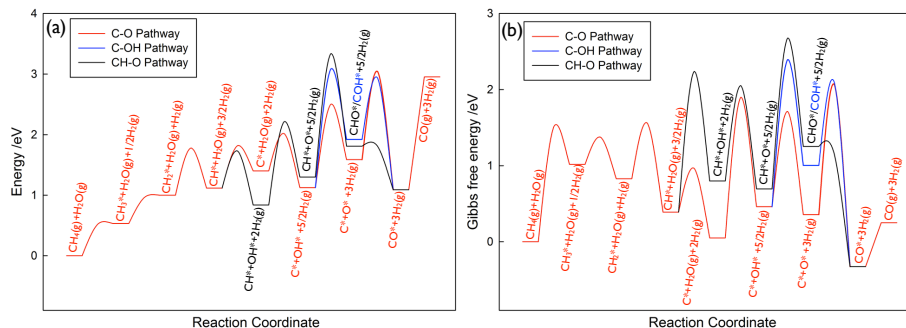 (a)
C-O Pathway
C-OH Pathway
CH-O Pathway
Energy /eV
4
3
2
1
0
CH₄(g)+H₂O(g)
CH₃*+H₂O(g)+1/2H₂(g)
CH₂*+H₂O(g)+H₂(g)
CH*+H₂O(g)+3/2H₂(g)
CH*+OH*+2H₂(g)
C*+H₂O(g)+2H₂(g)
CH*+O*+5/2H₂(g)
C*+OH* +5/2H₂(g)
CHO*/COH*+5/2H₂(g)
C*+O* +3H₂(g)
CO*+3H₂(g)
CO(g)+3H₂(g)
Reaction Coordinate
(b)
C-O Pathway
C-OH Pathway
CH-O Pathway
Gibbs free energy /eV
3
2
1
0
CH₄(g)+H₂O(g)
CH₃*+H₂O(g)+1/2H₂(g)
CH₂*+H₂O(g)+H₂(g)
CH*+H₂O(g)+3/2H₂(g)
C*+H₂O(g)+2H₂(g)
CH*+OH*+2H₂(g)
CH*+O*+5/2H₂(g)
C*+OH* +5/2H₂(g)
CHO*/COH*+5/2H₂(g)
C*+O* +3H₂(g)
CO*+3H₂(g)
CO(g)+3H₂(g)
Reaction Coordinate